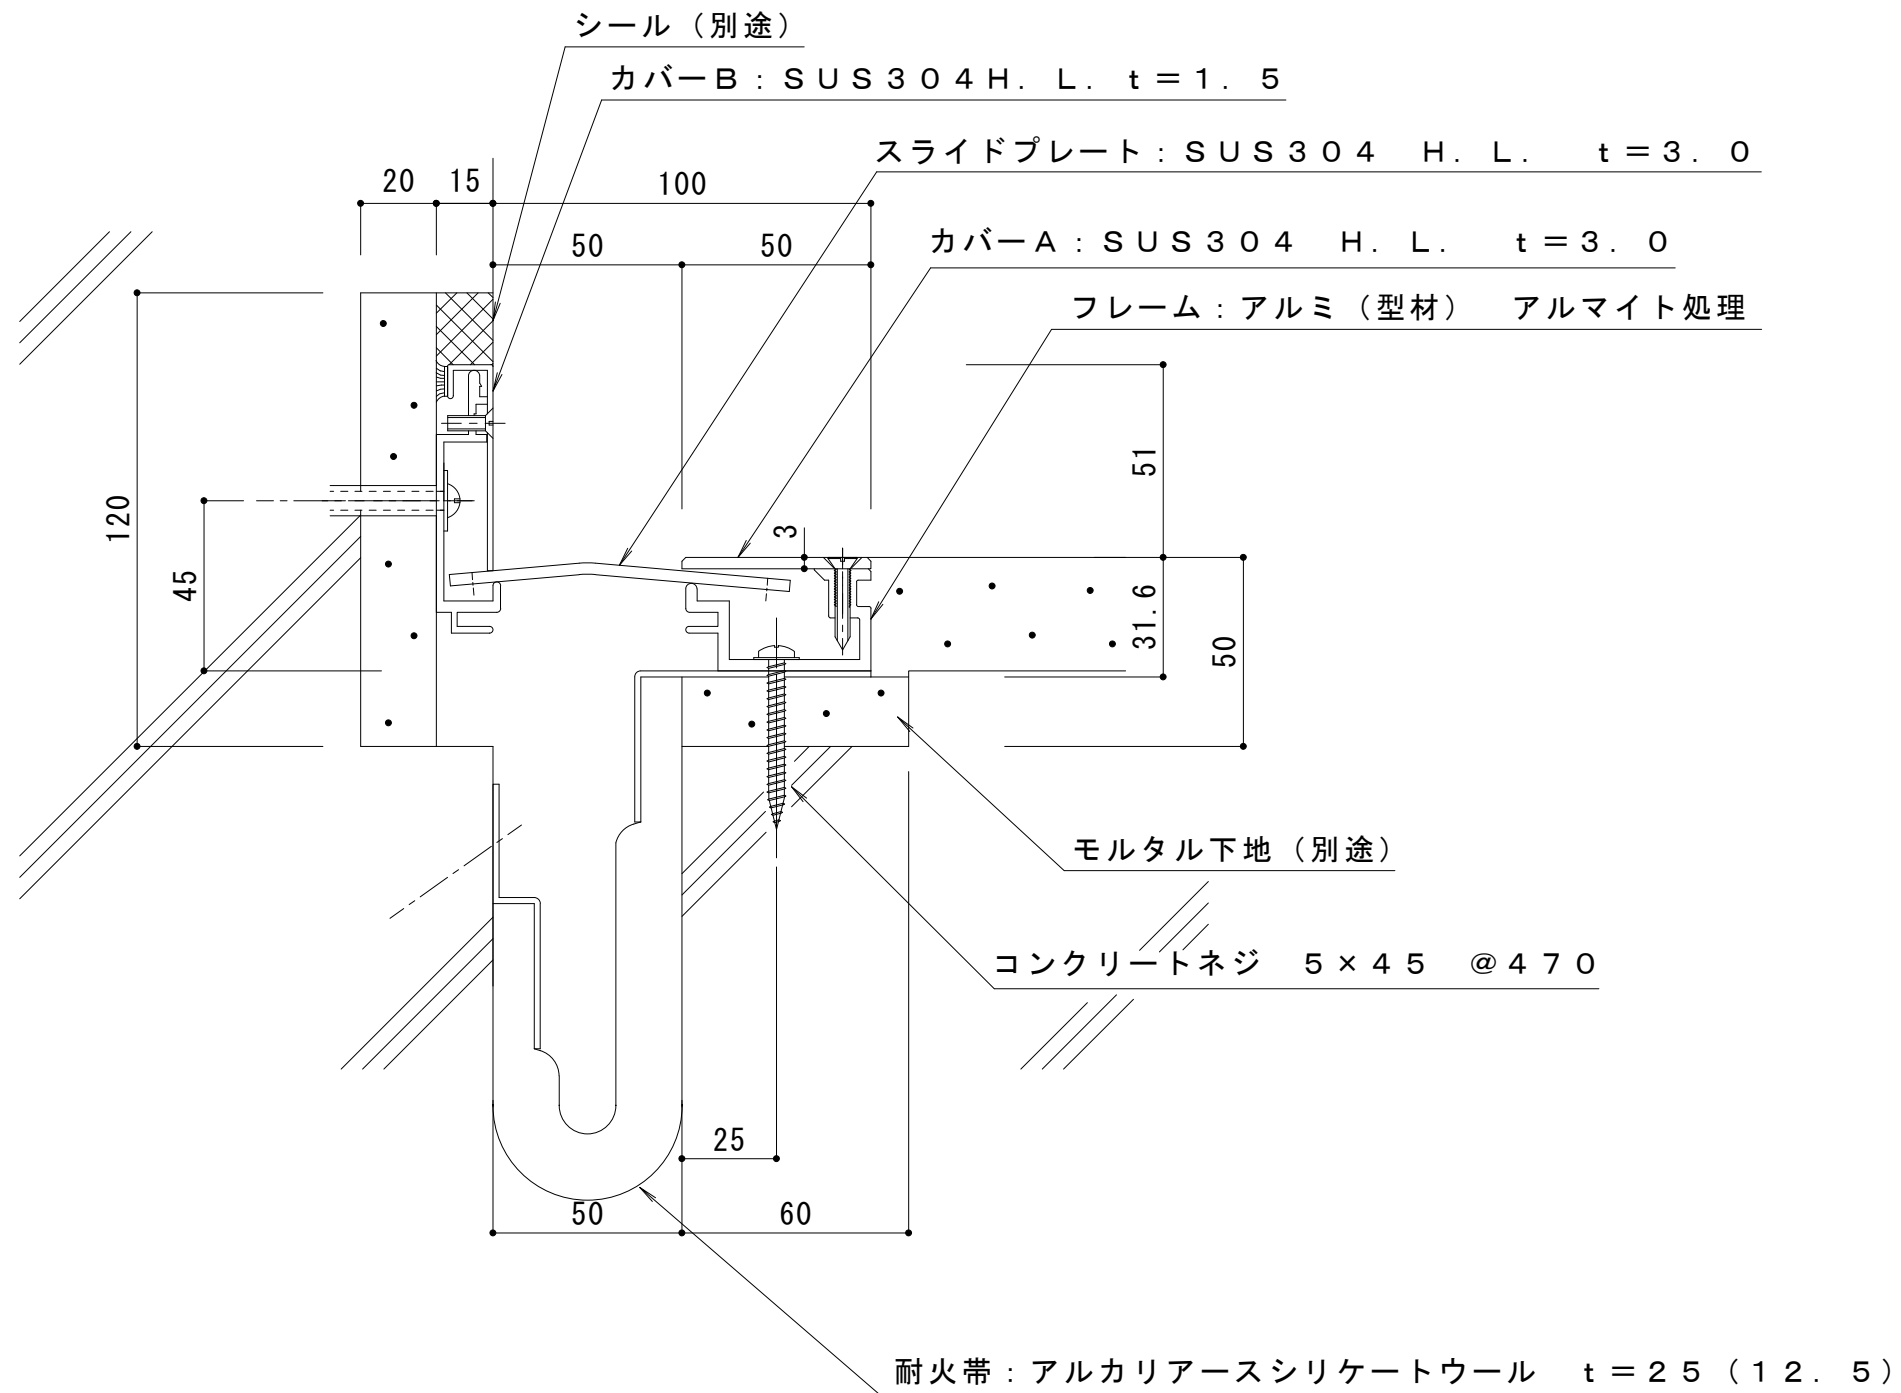 シール（別途）
カバーＢ：ＳＵＳ３０４Ｈ．Ｌ．ｔ＝１．５
スライドプレート：ＳＵＳ３０４　Ｈ．Ｌ．　ｔ＝３．０
20 15 100
カバーＡ：ＳＵＳ３０４　Ｈ．Ｌ．　ｔ＝３．０
50 50
フレーム：アルミ（型材）　アルマイト処理
51
120
3
45
31.6
50
モルタル下地（別途）
コンクリートネジ　５×４５　＠４７０
25
50 60
耐火帯：アルカリアースシリケートウール　ｔ＝２５（１２．５）